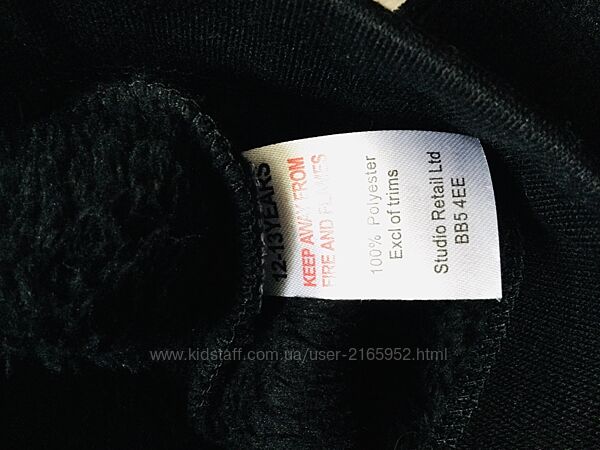 12-13YEARS
KEEP AWAY FROM
FIRE AND FLAMES
100% Polyester
Excl of trims
Studio Retail Ltd
BB5 4EE
www.kidstaff.com.ua/user-2165952.html